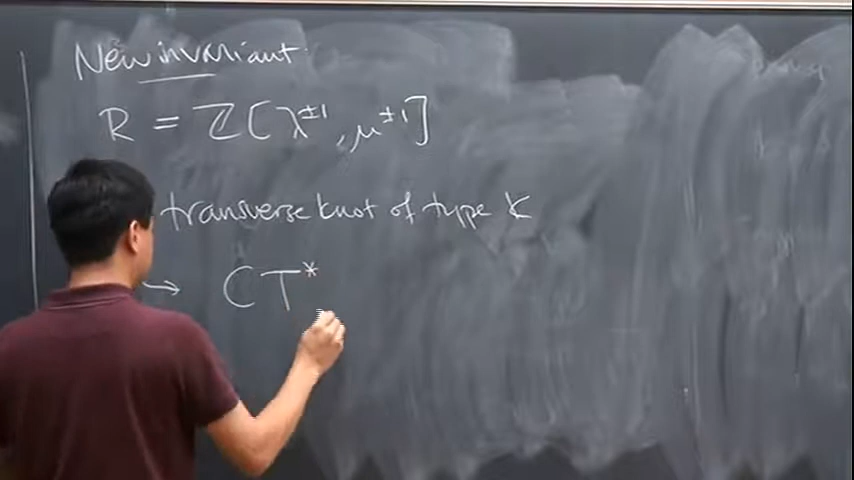 New invariant.
R = ℤ[λ^±1, μ^±1]
transverse knot of type K
→ CT*